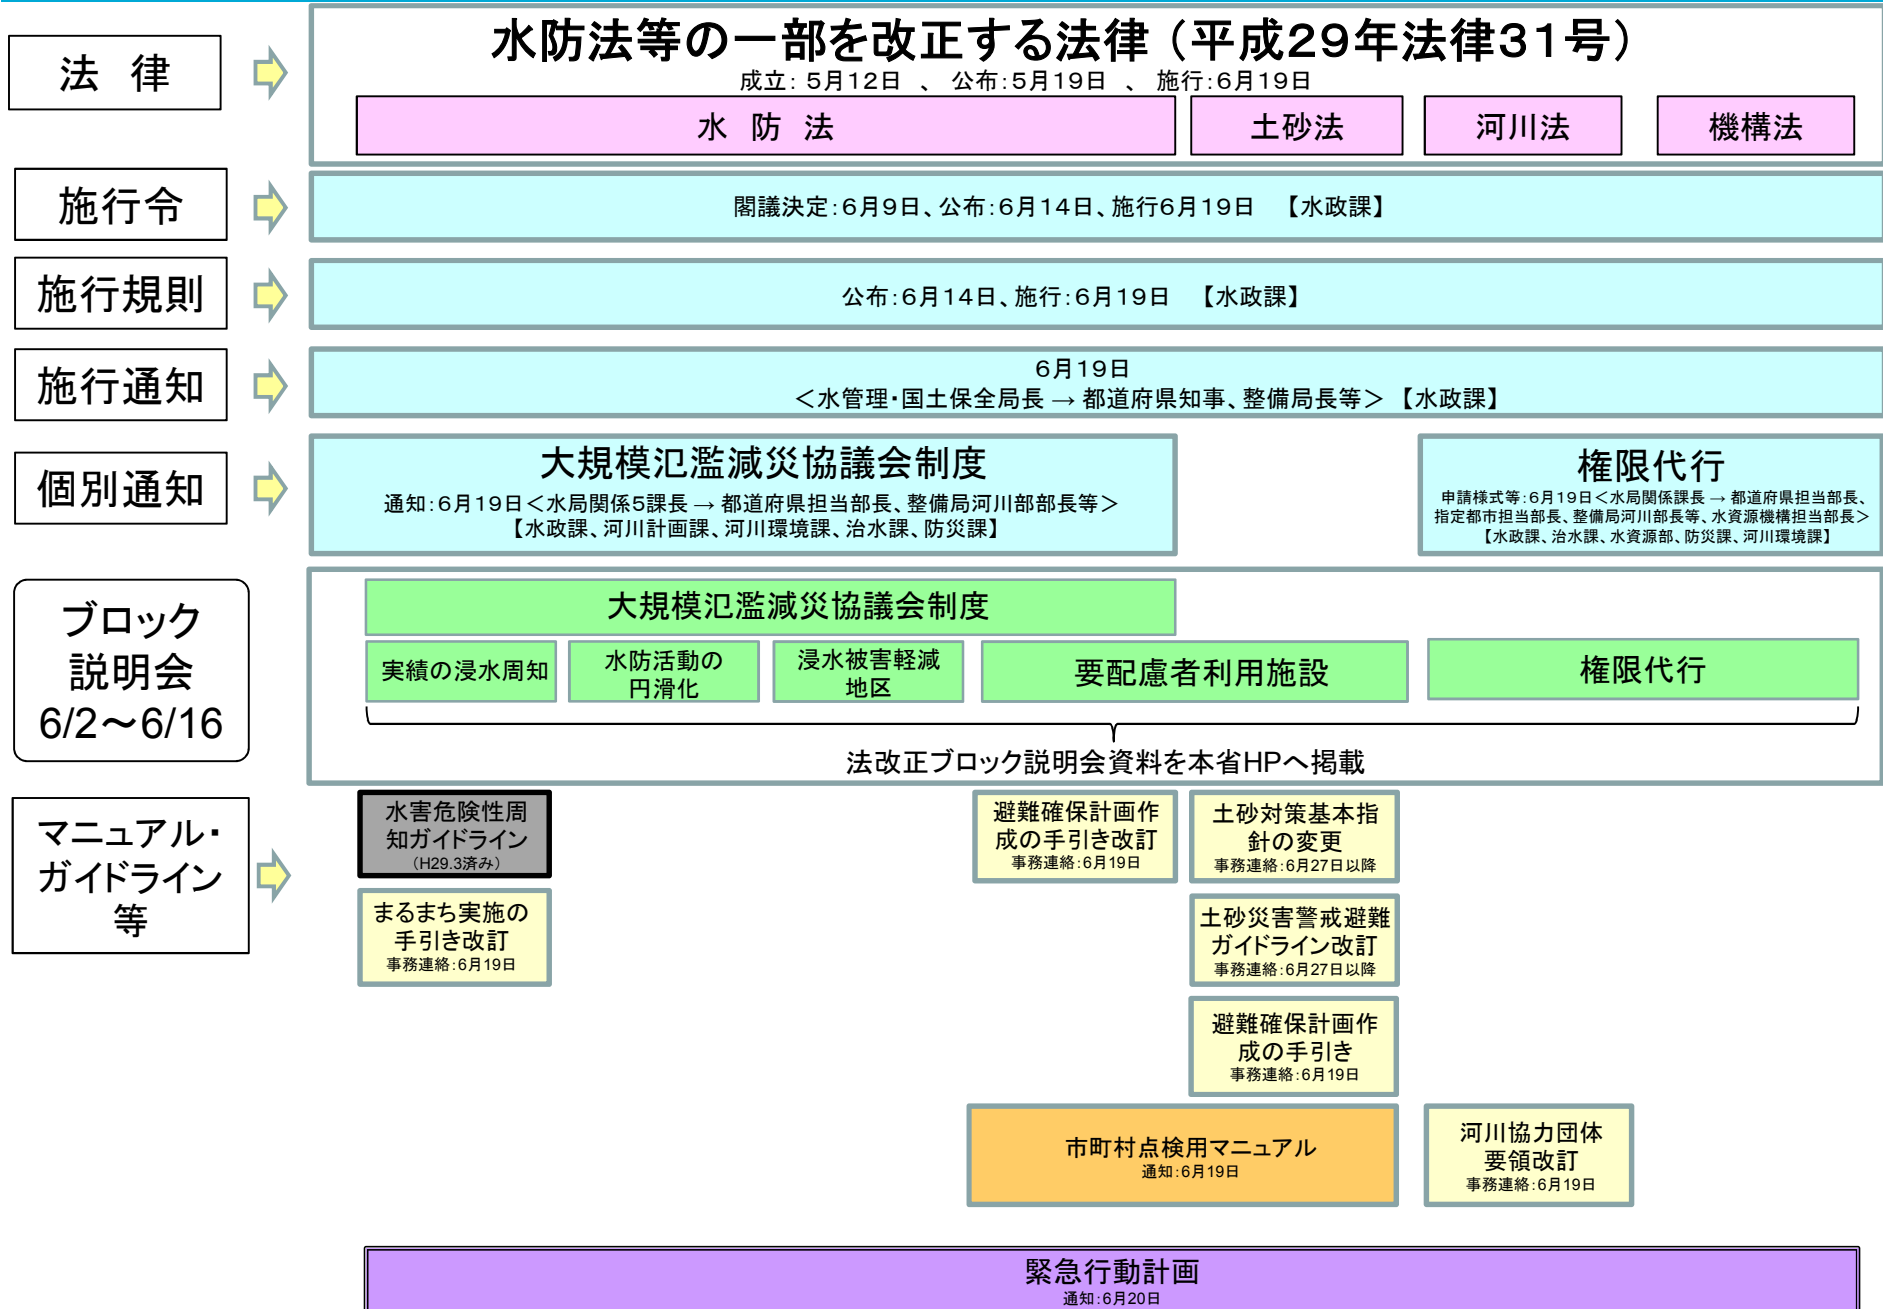 法 律
水防法等の一部を改正する法律（平成29年法律31号）
成立：5月12日 、 公布：5月19日 、 施行：6月19日
水 防 法
土砂法
河川法
機構法
施行令
閣議決定：6月9日、公布：6月14日、施行6月19日 【水政課】
施行規則
公布：6月14日、施行：6月19日 【水政課】
施行通知
6月19日
＜水管理・国土保全局長 → 都道府県知事、整備局長等＞ 【水政課】
個別通知
大規模氾濫減災協議会制度
通知：6月19日＜水局関係5課長 → 都道府県担当部長、整備局河川部部長等＞
【水政課、河川計画課、河川環境課、治水課、防災課】
権限代行
申請様式等：6月19日＜水局関係課長 → 都道府県担当部長、
指定都市担当部長、整備局河川部長等、水資源機構担当部長＞
【水政課、治水課、水資源部、防災課、河川環境課】
ブロック
説明会
6/2～6/16
大規模氾濫減災協議会制度
実績の浸水周知
水防活動の
円滑化
浸水被害軽減
地区
要配慮者利用施設
権限代行
法改正ブロック説明会資料を本省HPへ掲載
マニュアル・
ガイドライン
等
水害危険性周
知ガイドライン
（H29.3済み）
まるまち実施の
手引き改訂
事務連絡：6月19日
避難確保計画作
成の手引き改訂
事務連絡：6月19日
土砂対策基本指
針の変更
事務連絡：6月27日以降
土砂災害警戒避難
ガイドライン改訂
事務連絡：6月27日以降
避難確保計画作
成の手引き
事務連絡：6月19日
市町村点検用マニュアル
通知：6月19日
河川協力団体
要領改訂
事務連絡：6月19日
緊急行動計画
通知：6月20日